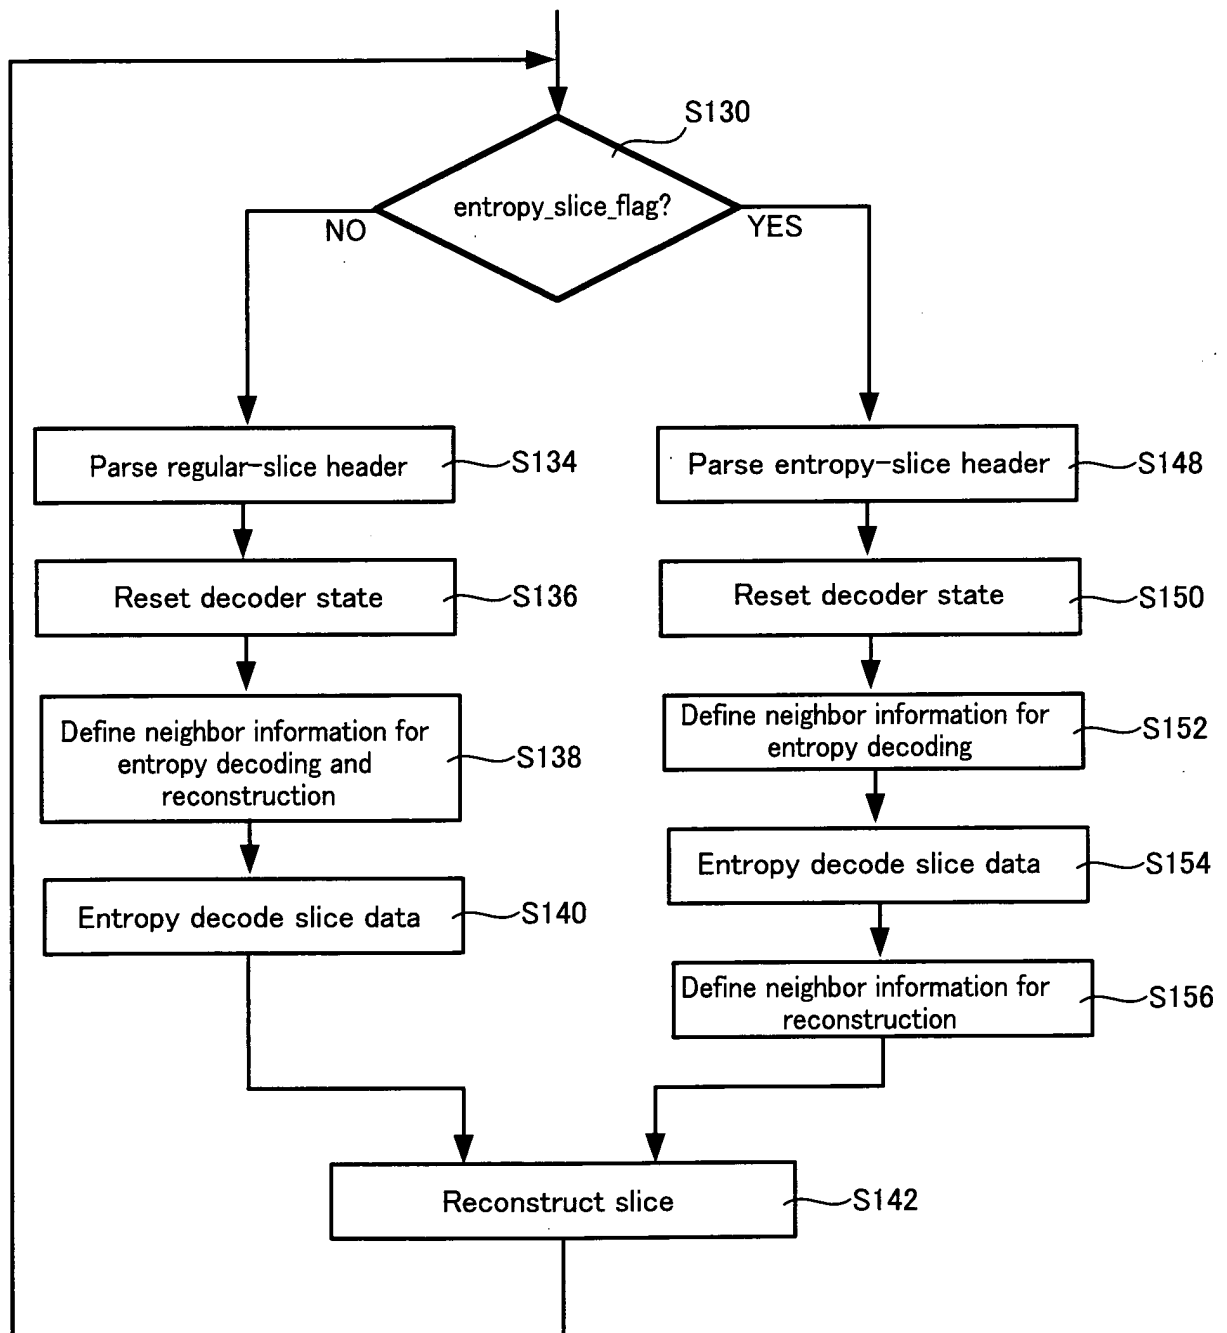 S130
entropy_slice_flag?
NO
YES
Parse regular-slice header
S134
Parse entropy-slice header
S148
Reset decoder state
S136
Reset decoder state
S150
Define neighbor information for
entropy decoding and
reconstruction
S138
Define neighbor information for
entropy decoding
S152
Entropy decode slice data
S140
Entropy decode slice data
S154
Define neighbor information for
reconstruction
S156
Reconstruct slice
S142